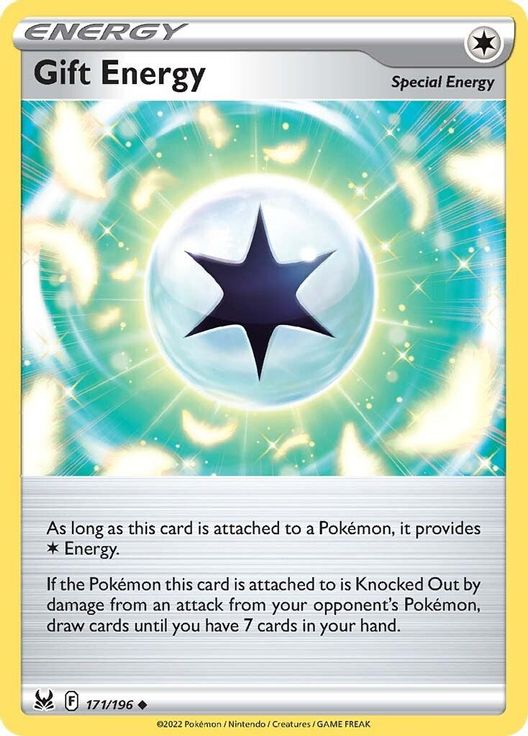 ENERGY
Gift Energy
Special Energy
As long as this card is attached to a Pokémon, it provides
Energy.
If the Pokémon this card is attached to is Knocked Out by
damage from an attack from your opponent's Pokémon,
draw cards until you have 7 cards in your hand.
F 171/196
©2022 Pokémon / Nintendo / Creatures / GAME FREAK